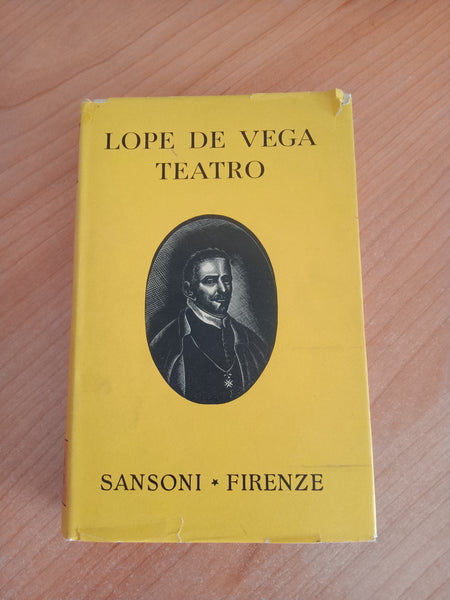 LOPE DE VEGA
TEATRO
SANSONI ★ FIRENZE